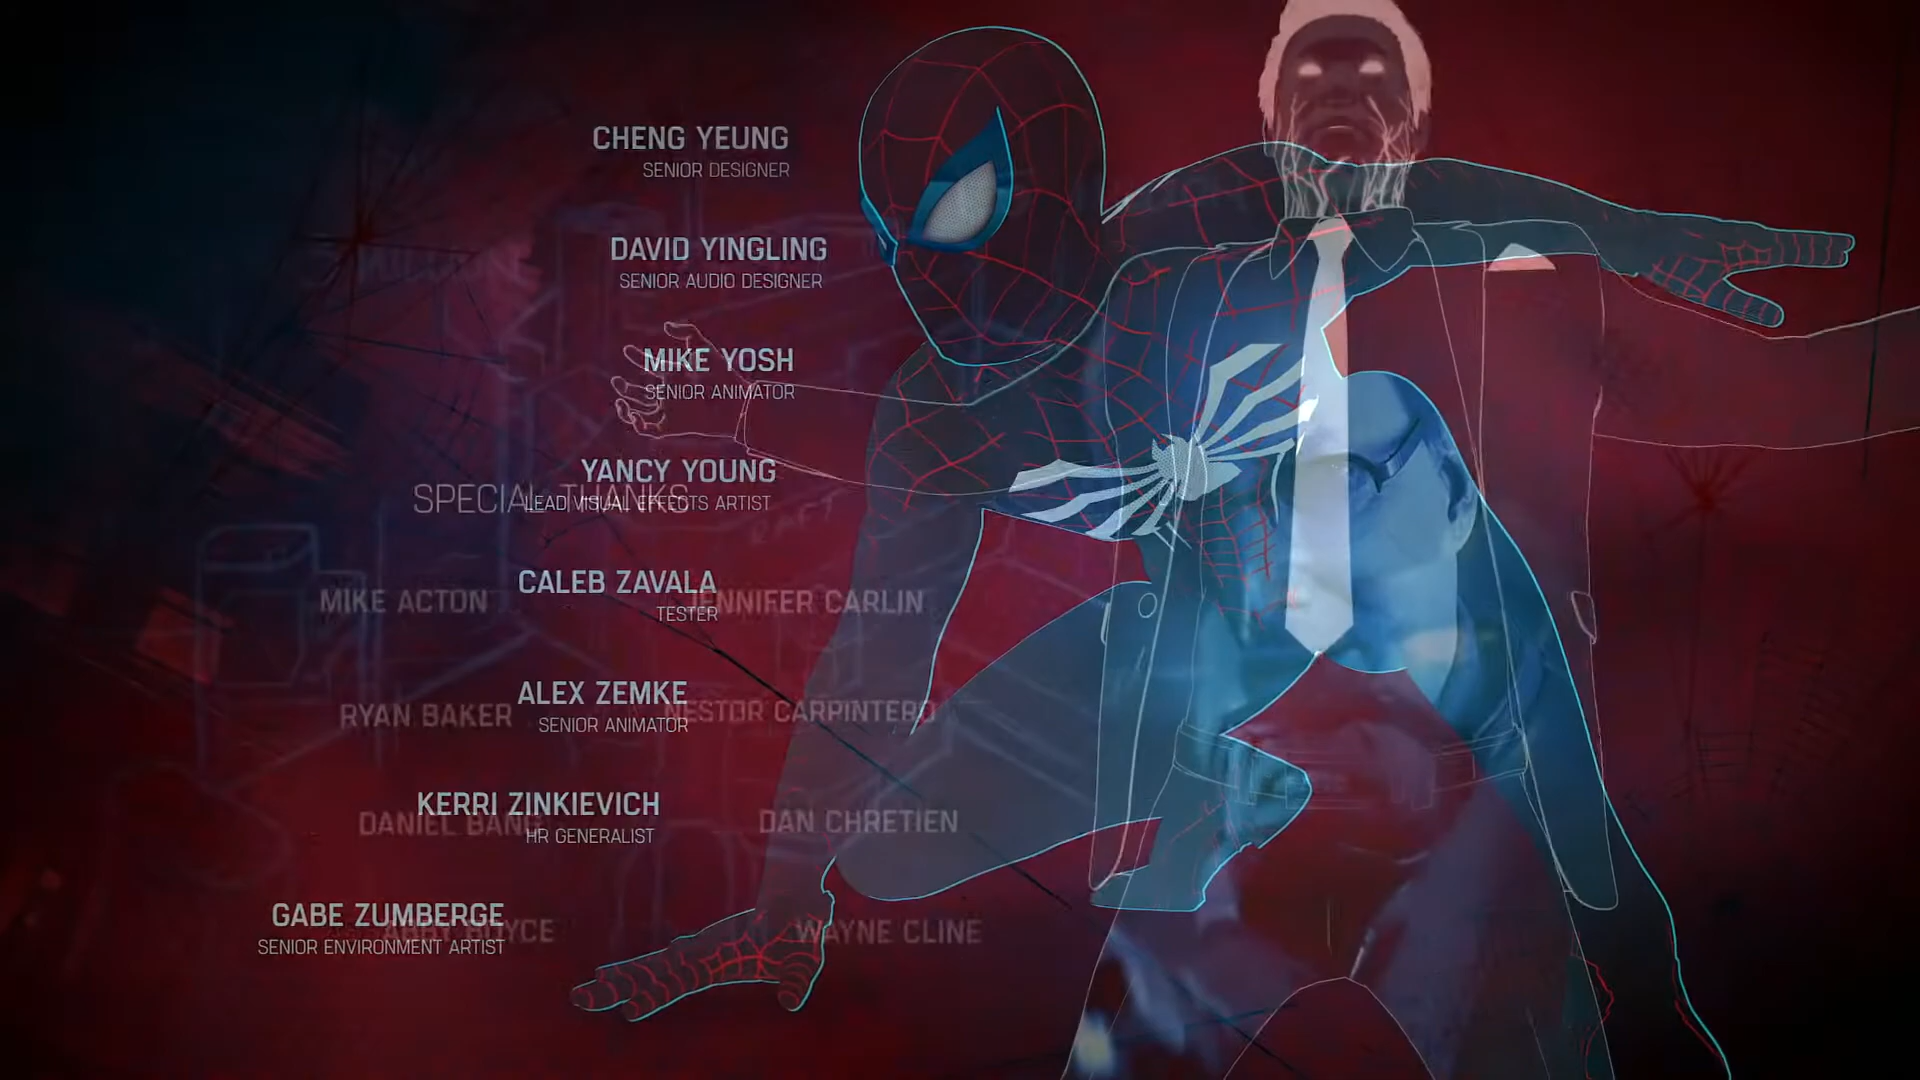 CHENG YEUNG
SENIOR DESIGNER
DAVID YINGLING
SENIOR AUDIO DESIGNER
MIKE YOSH
SENIOR ANIMATOR
YANCY YOUNG
LEAD VISUAL EFFECTS ARTIST
SPECIAL THANKS
CALEB ZAVALA
TESTER
MIKE ACTON
JENNIFER CARLIN
ALEX ZEMKE
SENIOR ANIMATOR
RYAN BAKER
NESTOR CARPINTERO
KERRI ZINKIEVICH
HR GENERALIST
DANIEL BANG
DAN CHRETIEN
GABE ZUMBERGE
SENIOR ENVIRONMENT ARTIST
WAYNE CLINE